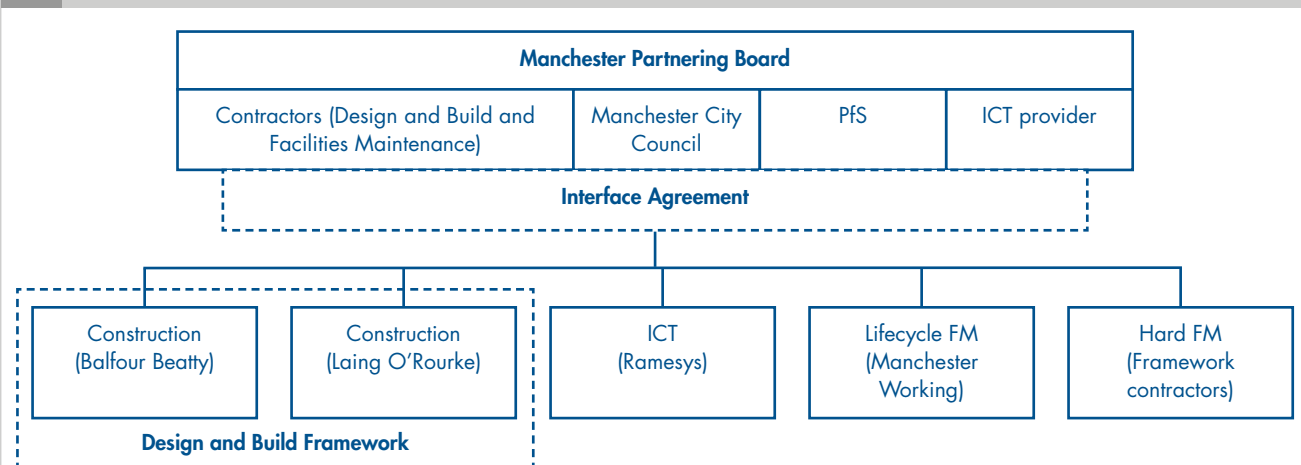 Manchester Partnering Board
Contractors (Design and Build and
Facilities Maintenance)
Manchester City
Council
PfS
ICT provider
Interface Agreement
Construction
(Balfour Beatty)
Construction
(Laing O'Rourke)
ICT
(Ramesys)
Lifecycle FM
(Manchester
Working)
Hard FM
(Framework
contractors)
Design and Build Framework